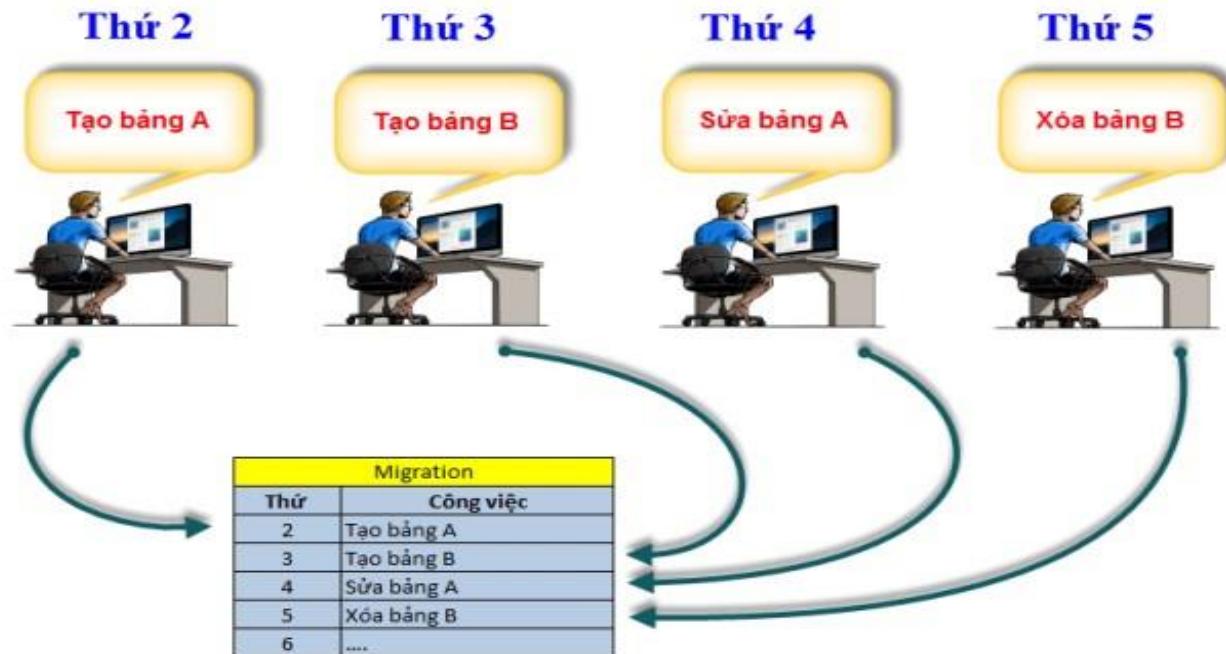 Thứ 2 Thứ 3 Thứ 4 Thứ 5
Tạo bảng A Tạo bảng B Sửa bảng A Xóa bảng B
Migration
Thứ Công việc
2 Tạo bảng A
3 Tạo bảng B
4 Sửa bảng A
5 Xóa bảng B
6 ....